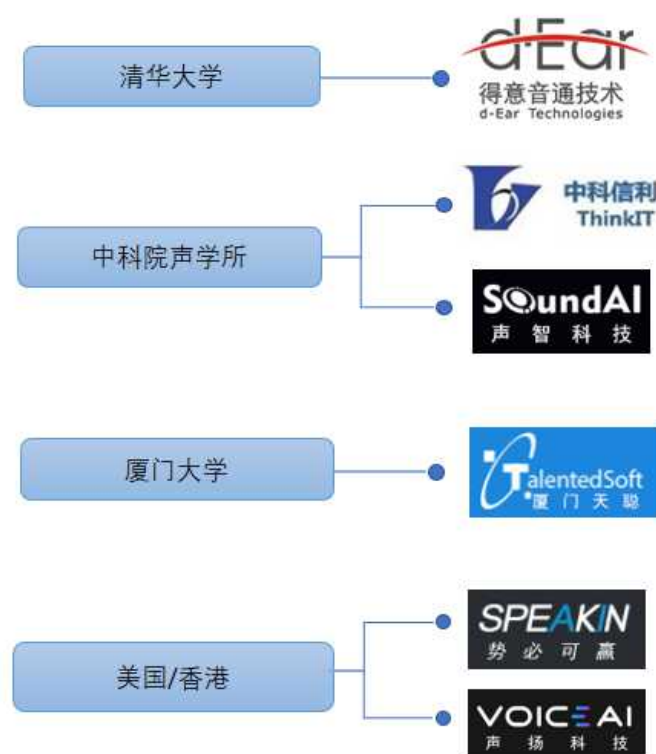 清华大学
d-Ear
得意音通技术
d-Ear Technologies
中科院声学所
中科信利
ThinkIT
SoundAI
声智科技
厦门大学
TalentedSoft
厦门天聪
美国/香港
SPEAKIN
势必可赢
VOICE AI
声扬科技